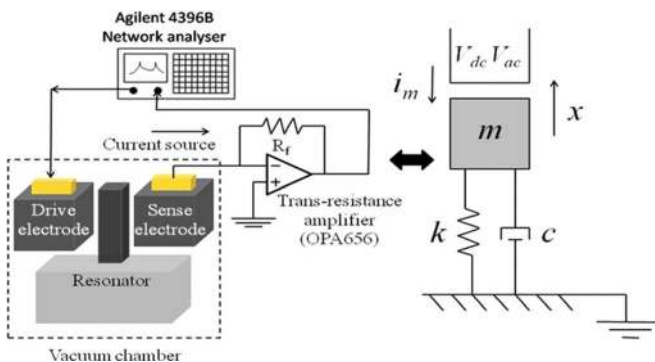 Agilent 4396B
Network analyser
Current source
R_f
−
+
Trans-resistance
amplifier
(OPA656)
Drive
electrode
Sense
electrode
Resonator
Vacuum chamber
V_dc V_ac
i_m
x
m
k
c